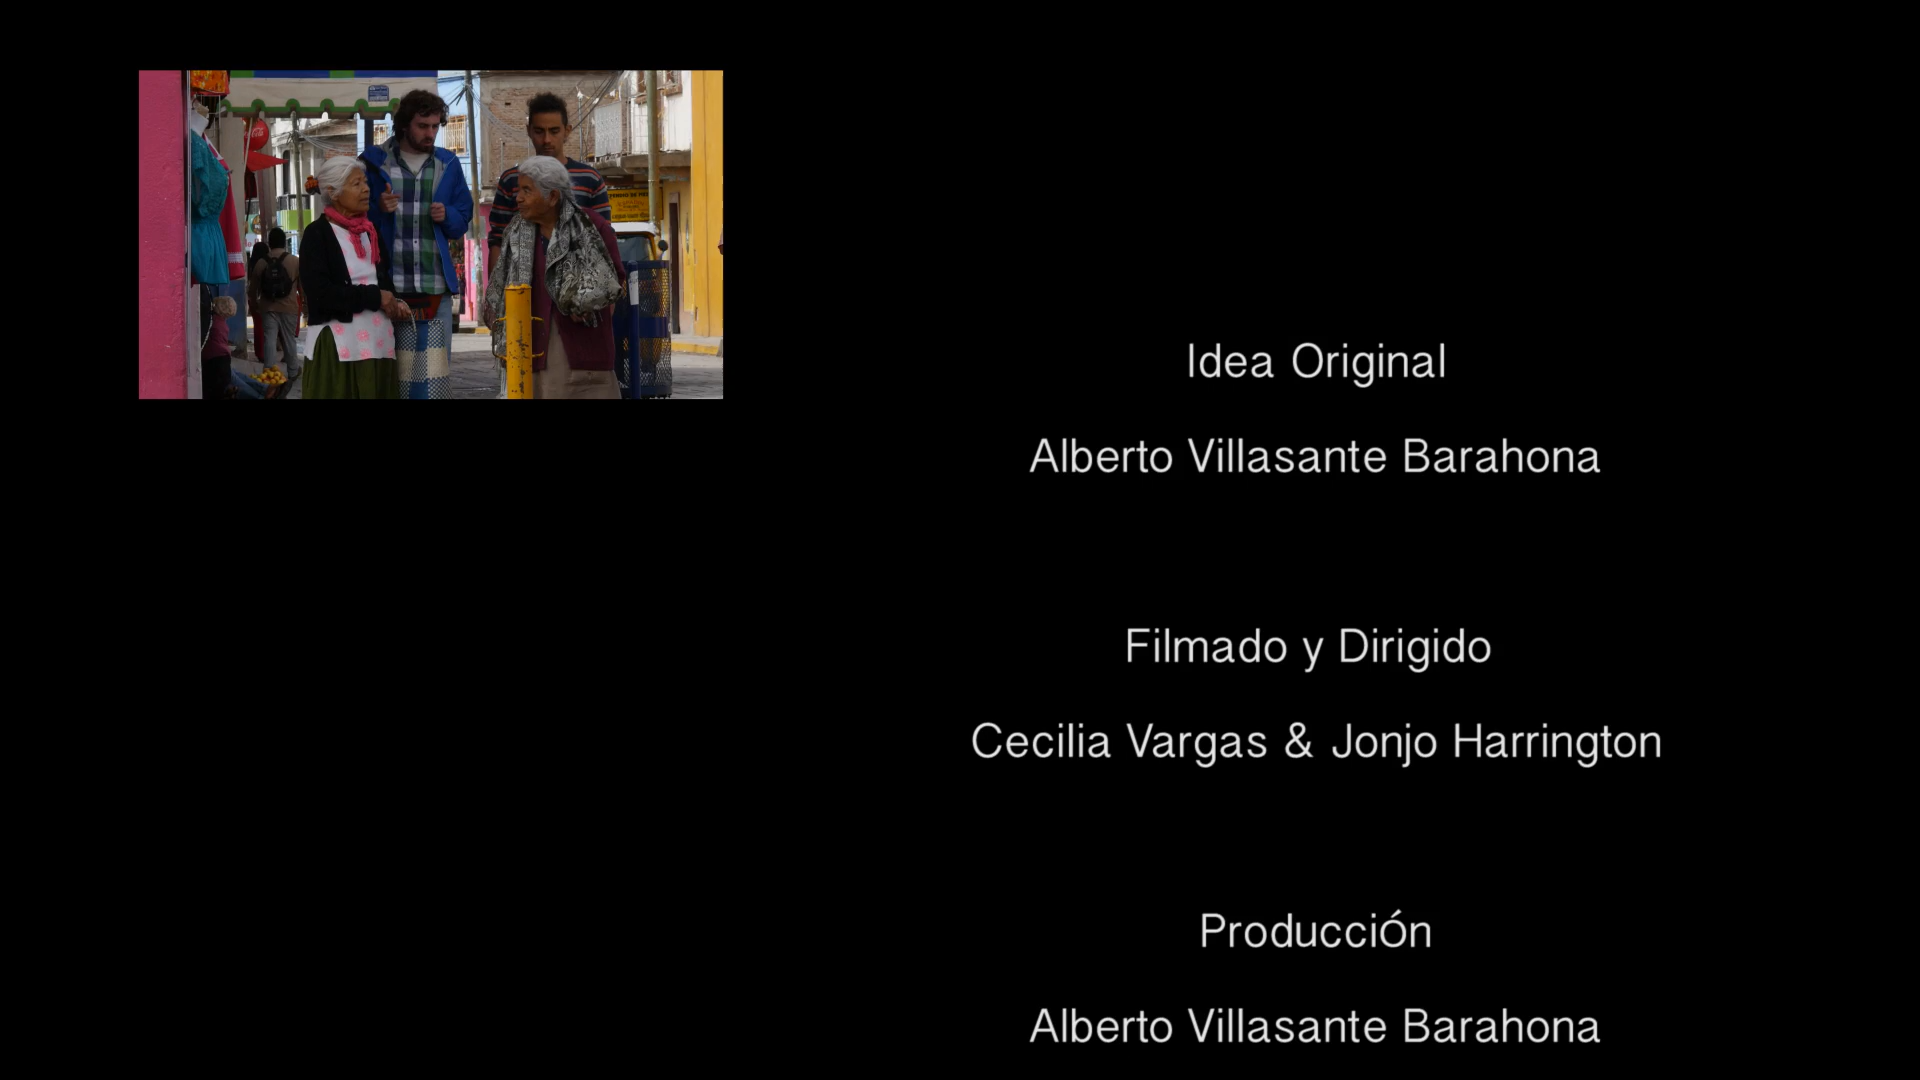 Idea Original
Alberto Villasante Barahona
Filmado y Dirigido
Cecilia Vargas & Jonjo Harrington
Producción
Alberto Villasante Barahona